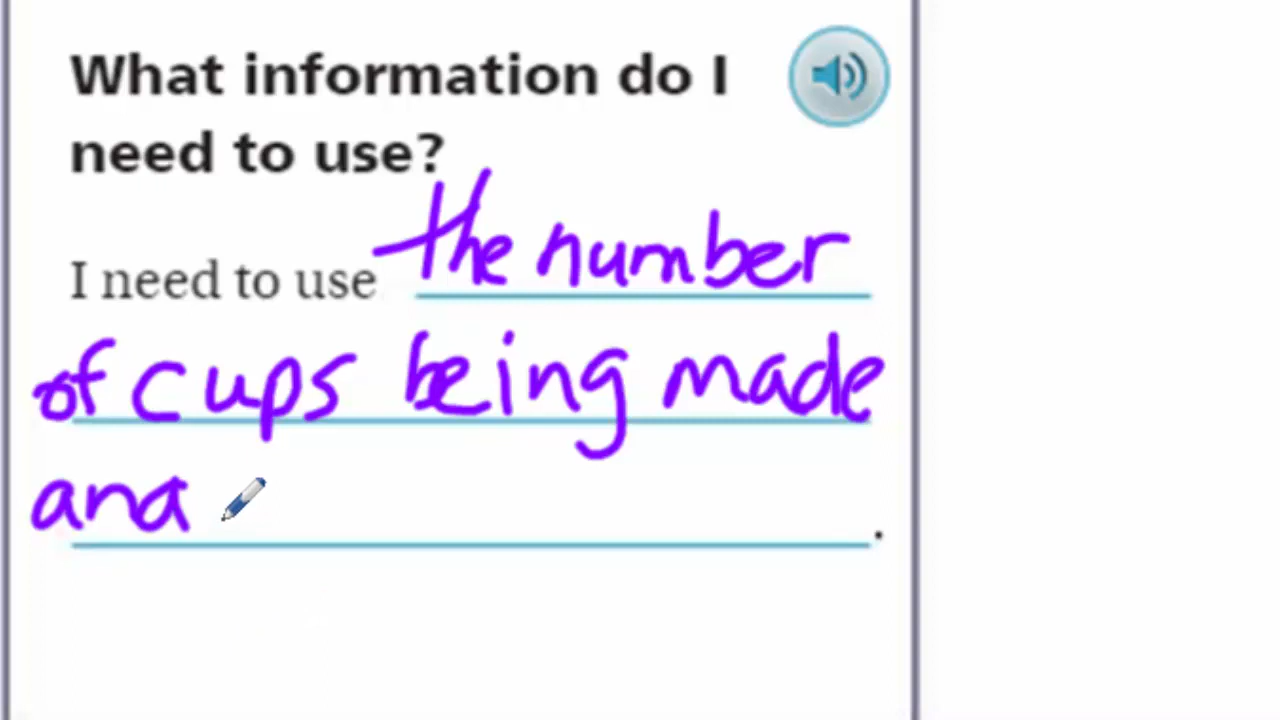 What information do I
need to use?
I need to use the number
of cups being made
and .